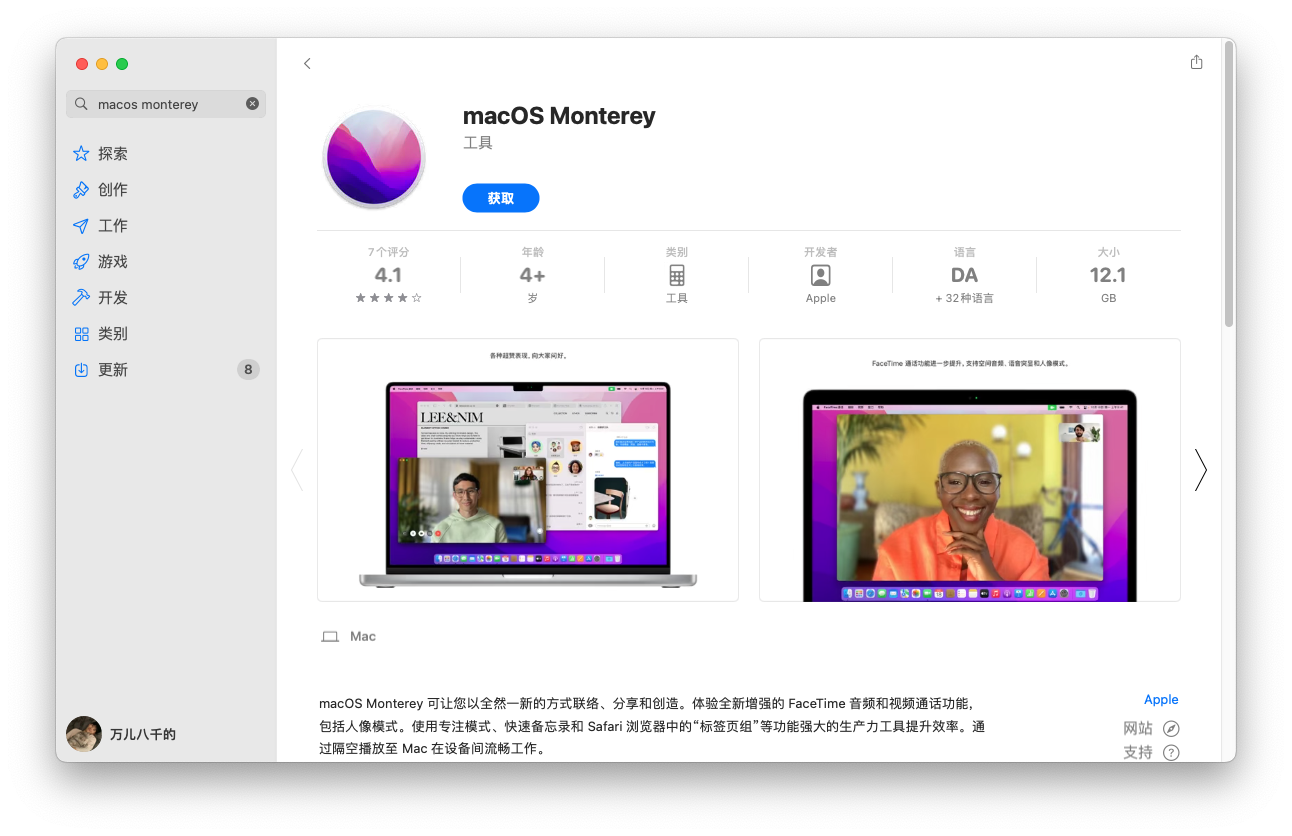 macos monterey
探索
创作
工作
游戏
开发
类别
更新
8
万儿八千的
macOS Monterey
工具
获取
7个评分
4.1
年龄
4+
岁
类别
工具
开发者
Apple
语言
DA
+ 32种语言
大小
12.1
GB
各种超赞表现，向大家问好。
LEE&NIM
FaceTime 通话功能进一步提升，支持空间音频、语音突显和人像模式。
Mac
macOS Monterey 可让您以全然一新的方式联络、分享和创造。体验全新增强的 FaceTime 音频和视频通话功能，
包括人像模式。使用专注模式、快速备忘录和 Safari 浏览器中的“标签页组”等功能强大的生产力工具提升效率。通
过隔空播放至 Mac 在设备间流畅工作。
Apple
网站
支持